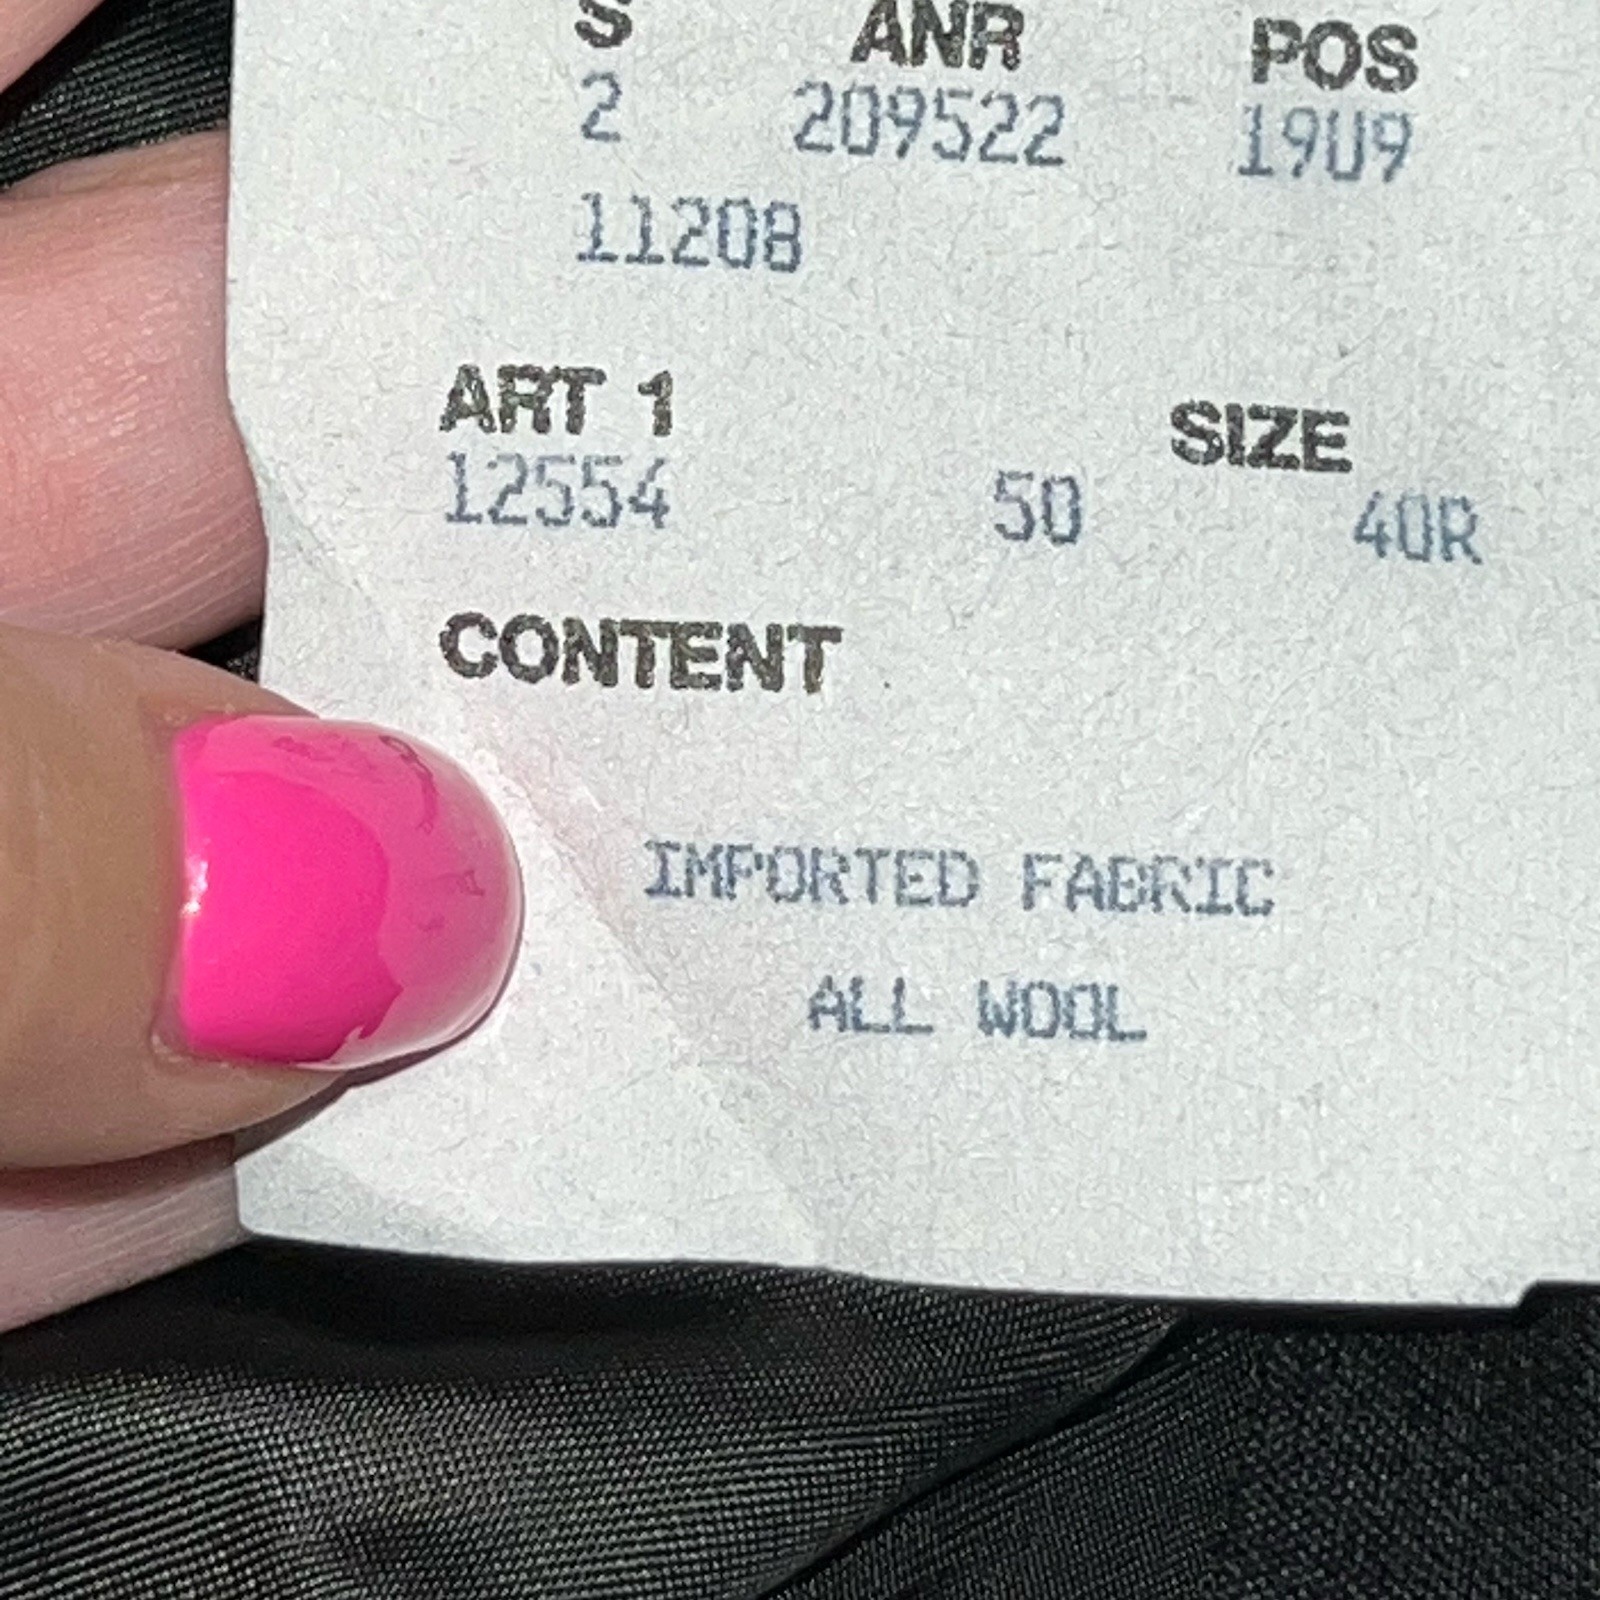 S ANR POS
2 209522 19U9
11208
ART 1 SIZE
12554 50 40R
CONTENT
IMPORTED FABRIC
ALL WOOL